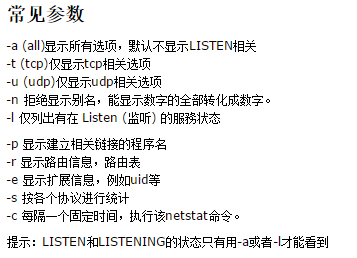 常见参数
-a (all)显示所有选项，默认不显示LISTEN相关
-t (tcp)仅显示tcp相关选项
-u (udp)仅显示udp相关选项
-n 拒绝显示别名，能显示数字的全部转化成数字。
-l 仅列出有在 Listen (监听) 的服務状态
-p 显示建立相关链接的程序名
-r 显示路由信息，路由表
-e 显示扩展信息，例如uid等
-s 按各个协议进行统计
-c 每隔一个固定时间，执行该netstat命令。
提示：LISTEN和LISTENING的状态只有用-a或者-l才能看到